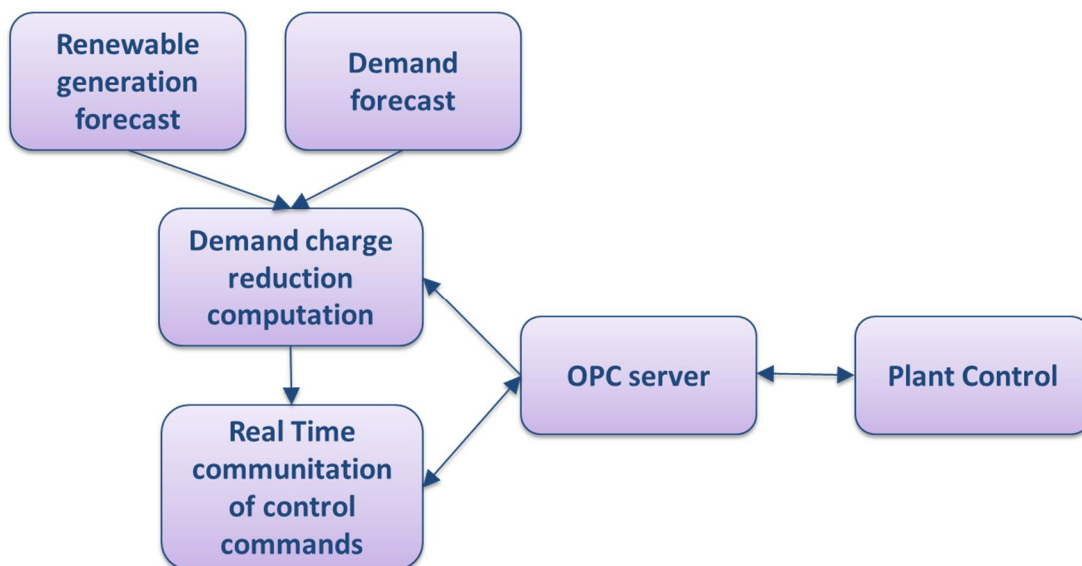 Renewable
generation
forecast
Demand
forecast
Demand charge
reduction
computation
OPC server
Plant Control
Real Time
communitation
of control
commands